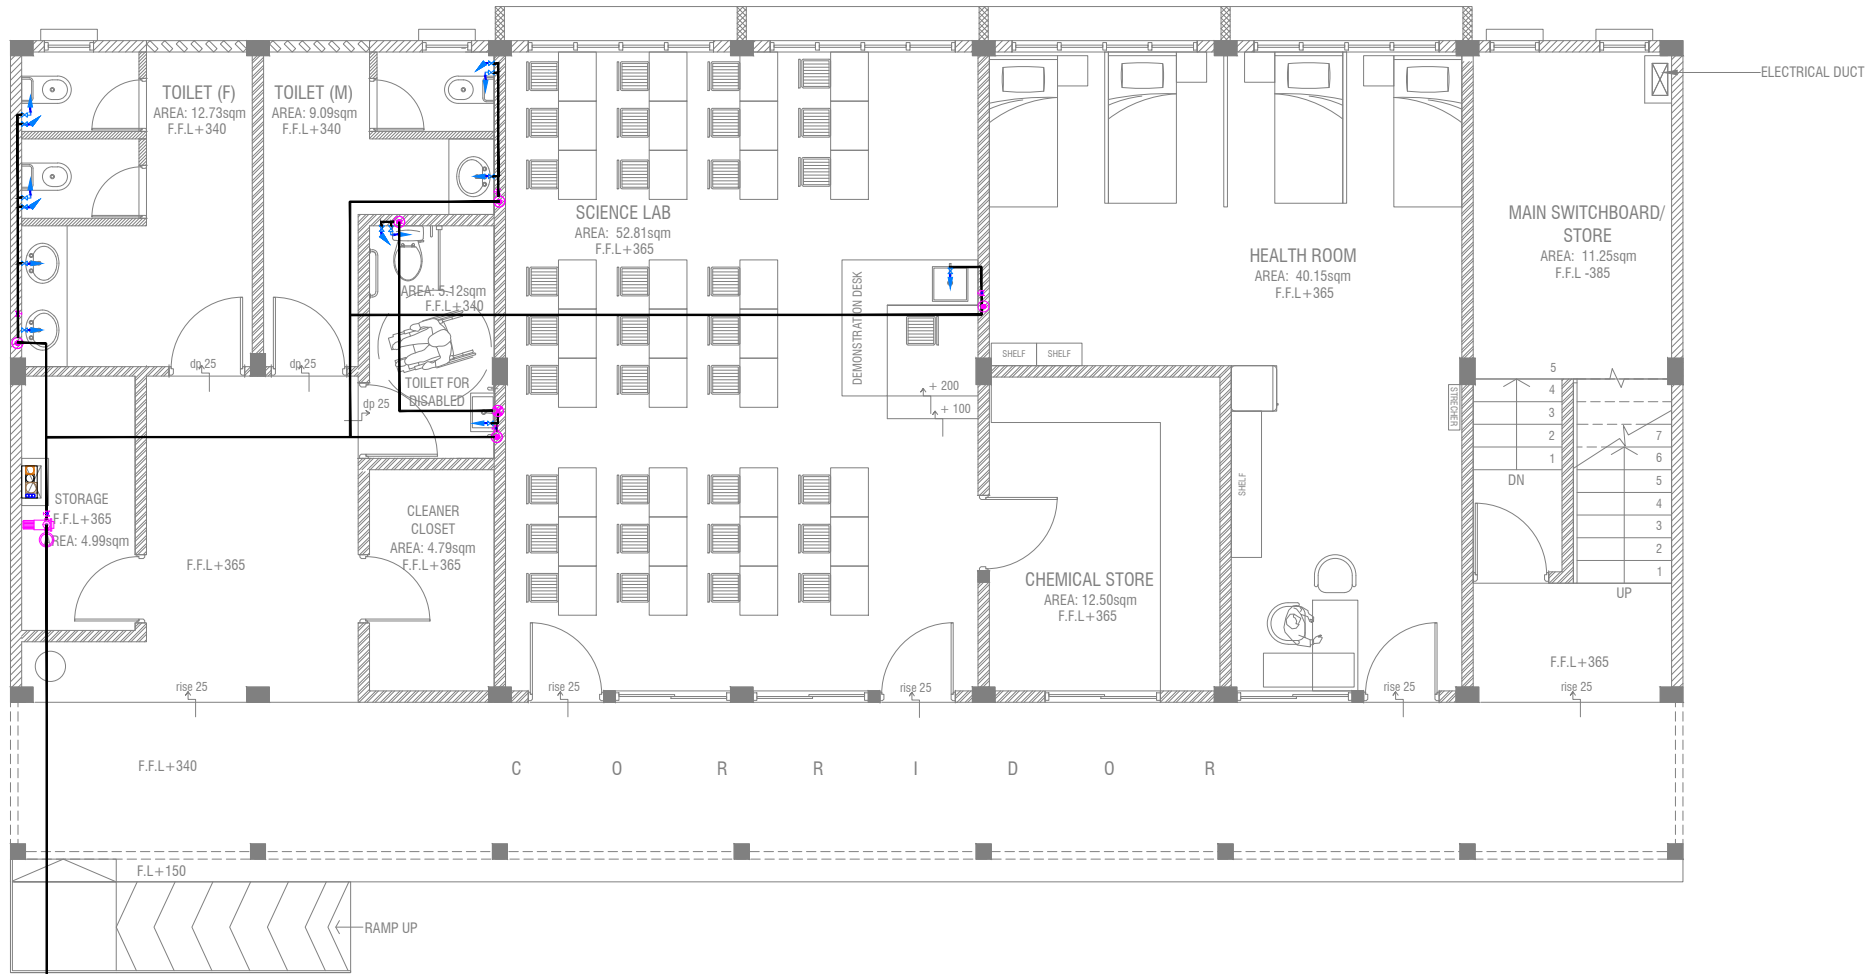 ELECTRICAL DUCT
TOILET (F)
AREA: 12.73sqm
F.F.L+340
TOILET (M)
AREA: 9.09sqm
F.F.L+340
SCIENCE LAB
AREA: 52.81sqm
F.F.L+365
HEALTH ROOM
AREA: 40.15sqm
F.F.L+365
MAIN SWITCHBOARD/
STORE
AREA: 11.25sqm
F.F.L -385
AREA: 5.12sqm
F.F.L+340
TOILET FOR
DISABLED
DEMONSTRATION DESK
SHELF
SHELF
dp 25
dp 25
dp 25
+ 200
+ 100
STRECHER
5
4
3
2
1
DN
7
6
5
4
3
2
1
UP
STORAGE
F.F.L+365
AREA: 4.99sqm
CLEANER
CLOSET
AREA: 4.79sqm
F.F.L+365
F.F.L+365
SHELF
CHEMICAL STORE
AREA: 12.50sqm
F.F.L+365
F.F.L+365
rise 25
rise 25
rise 25
rise 25
rise 25
F.F.L+340
C O R R I D O R
F.L+150
RAMP UP